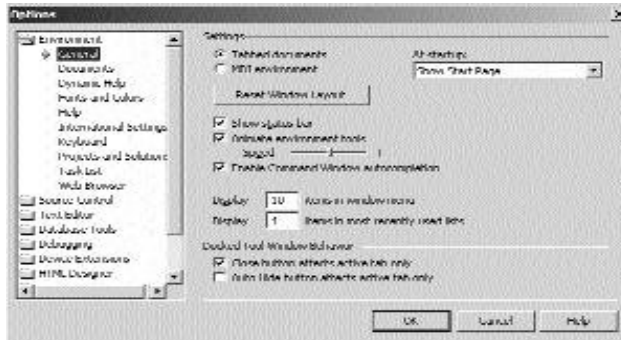 Options
Environment
General
Documents
Dynamic Help
Fonts and Colors
Help
International Settings
Keyboard
Projects and Solutions
Task List
Web Browser
Source Control
Text Editor
Database Tools
Debugging
Device Extensions
HTML Designer
Settings
Tabbed documents
MDI environment
Reset Window Layout
At startup:
Show Start Page
Show status bar
Animate environment tools
Speed
Enable Command Window autocompletion
Display 10 items in window menu
Display 4 items in most recently used lists
Docked Tool Window Behavior
Close button affects active tab only
Auto Hide button affects active tab only
OK
Cancel
Help